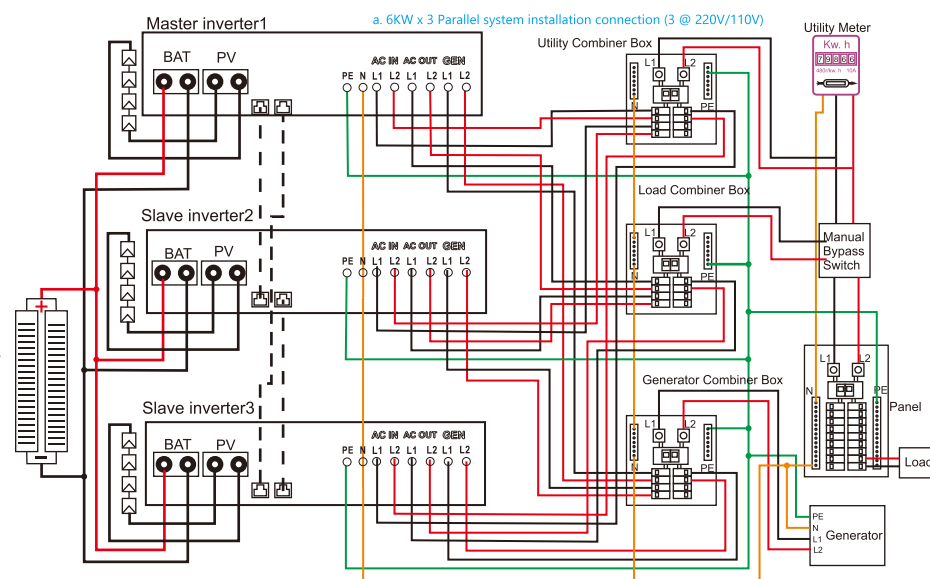 a. 6KW x 3 Parallel system installation connection (3 @ 220V/110V)
Master inverter1
BAT PV
AC IN AC OUT GEN
PE N L1 L2 L1 L2 L1 L2
Utility Combiner Box
L1 L2
N PE
Utility Meter
Kw. h
79866
480r/kw. h 10A
Slave inverter2
BAT PV
AC IN AC OUT GEN
PE N L1 L2 L1 L2 L1 L2
Load Combiner Box
L1 L2
N PE
Manual
Bypass
Switch
+
-
Slave inverter3
BAT PV
AC IN AC OUT GEN
PE N L1 L2 L1 L2 L1 L2
Generator Combiner Box
L1 L2
N PE
L1 L2
N PE
Panel
Load
PE
N
L1
L2
Generator